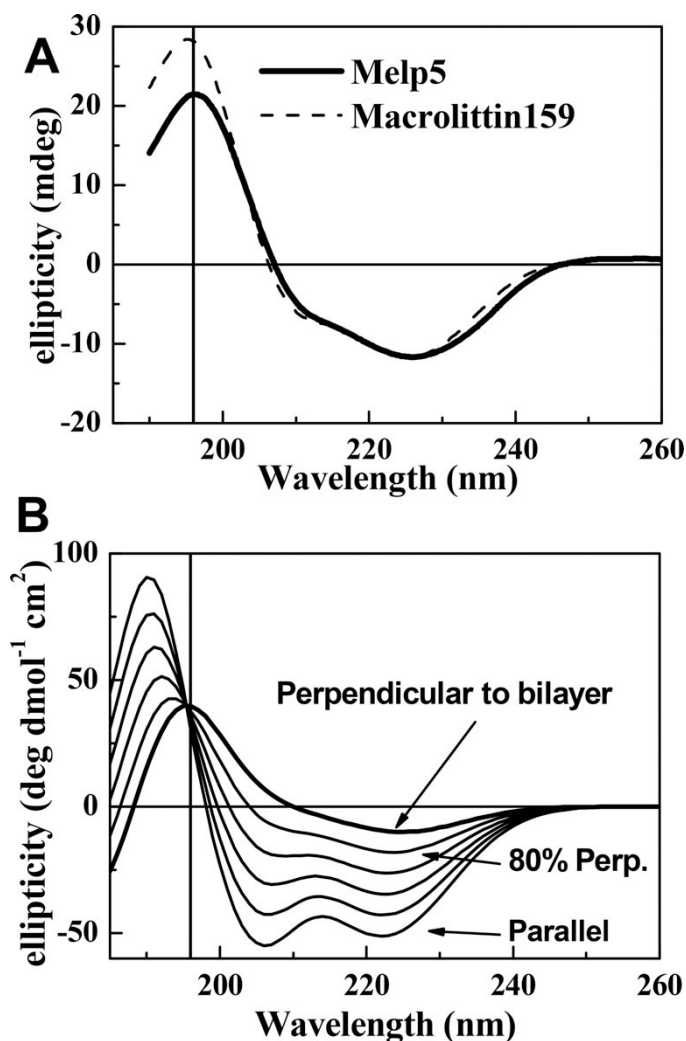 A
30
20
10
0
-10
-20
ellipticity (mdeg)
Melp5
Macrolittin159
200
220
240
260
Wavelength (nm)
B
100
50
0
-50
ellipticity (deg dmol⁻¹ cm²)
Perpendicular to bilayer
80% Perp.
Parallel
200
220
240
260
Wavelength (nm)